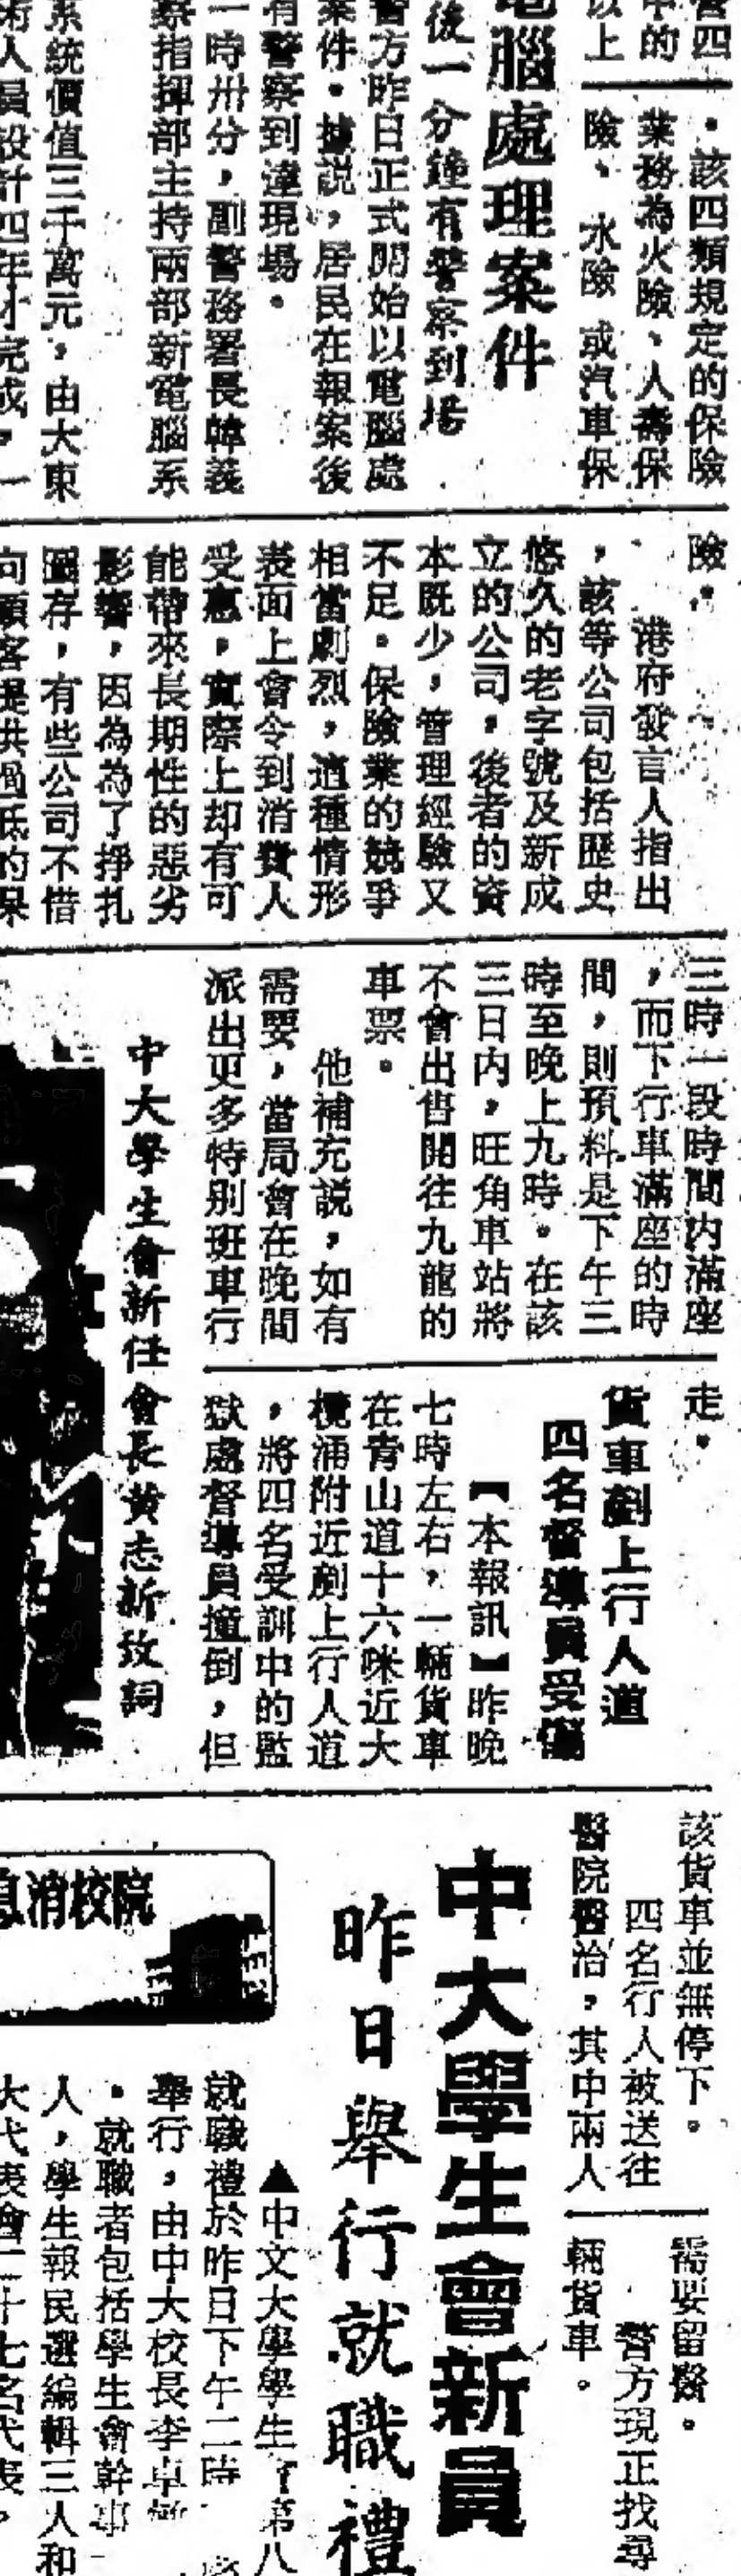 營四
中的
以上
電腦處理案件
後一分鐘有警察到場
警方昨日正式開始以電腦處
案件。據說，居民在報案後
有警察到達現場。
一時卅分，副警務署長韓義
察指揮部主持兩部新電腦系
系統價值三千萬元，由大東
術人員設計四年才完成，一
。該四類規定的保險
業務為火險、人壽保
險、水險或汽車保
險。
港府發言人指出
，該等公司包括歷史
悠久的老字號及新成
立的公司，後者的資
本既少，管理經驗又
不足。保險業的競爭
相當劇烈，這種情形
表面上會令到消費人
受惠，實際上却有可
能帶來長期性的惡劣
影響，因為為了掙扎
圖存，有些公司不借
向顧客提供過低的保
三時一段時間內滿座
，而下行車滿座的時
間，則預料是下午三
時至晚上九時。在該
三日內，旺角車站將
不會出售開往九龍的
車票。
他補充說，如有
需要，當局會在晚間
派出更多特別班車行
走。
中大學生會新任會長黃志新致詞
貨車剷上行人道
四名督導員受傷
【本報訊】昨晚
七時左右，一輛貨車
在青山道十六咪近大
欖涌附近剷上行人道
，將四名受訓中的監
獄處督導員撞倒，但
該貨車並無停下。
四名行人被送往
醫院醫治，其中兩人
需要留醫。
警方現正找尋
輛貨車。
中大學生會新員
昨日舉行就職禮
▲中文大學學生 第八
就職禮於昨日下午二時
舉行，由中大校長李卓
。就職者包括學生會幹事
人，學生報民選編輯三人和
大代表會二十七名代表，
息消校院